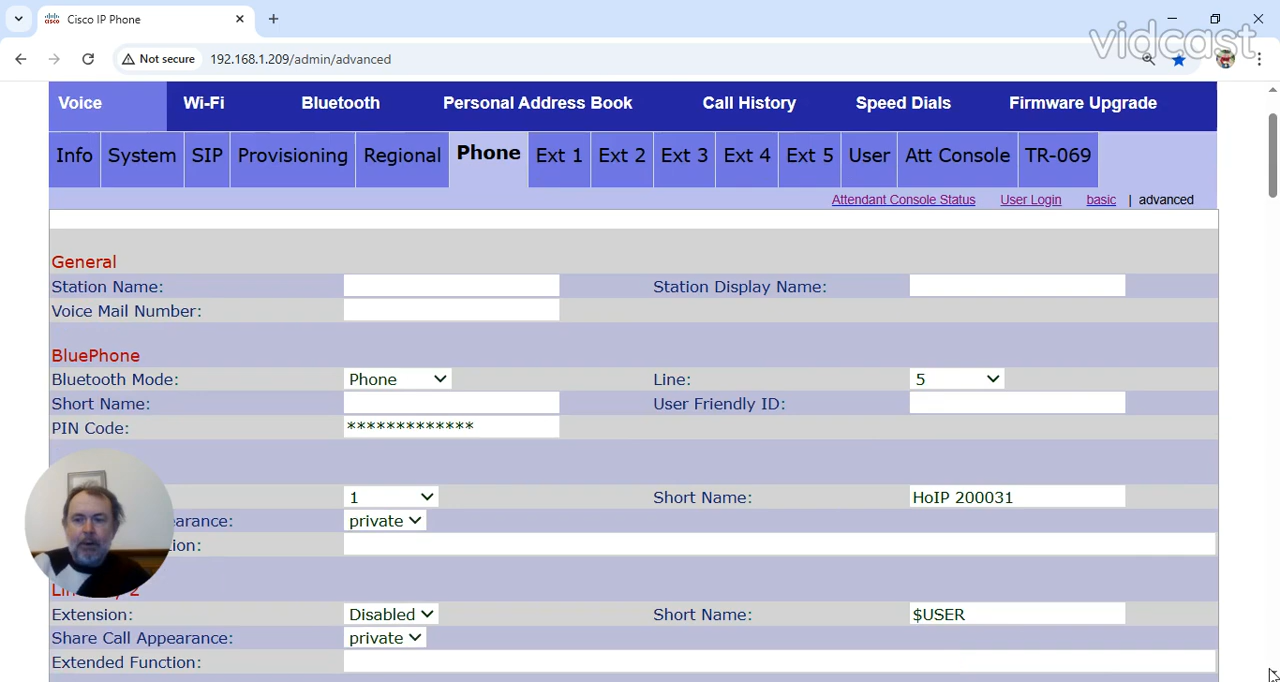 Cisco IP Phone
Not secure 192.168.1.209/admin/advanced
vidcast
Voice Wi-Fi Bluetooth Personal Address Book Call History Speed Dials Firmware Upgrade
Info System SIP Provisioning Regional Phone Ext 1 Ext 2 Ext 3 Ext 4 Ext 5 User Att Console TR-069
Attendant Console Status User Login basic | advanced
General
Station Name: Station Display Name:
Voice Mail Number:
BluePhone
Bluetooth Mode: Phone Line: 5
Short Name: User Friendly ID:
PIN Code: *************
1 Short Name: HoIP 200031
private
Extension: Disabled Short Name: $USER
Share Call Appearance: private
Extended Function: